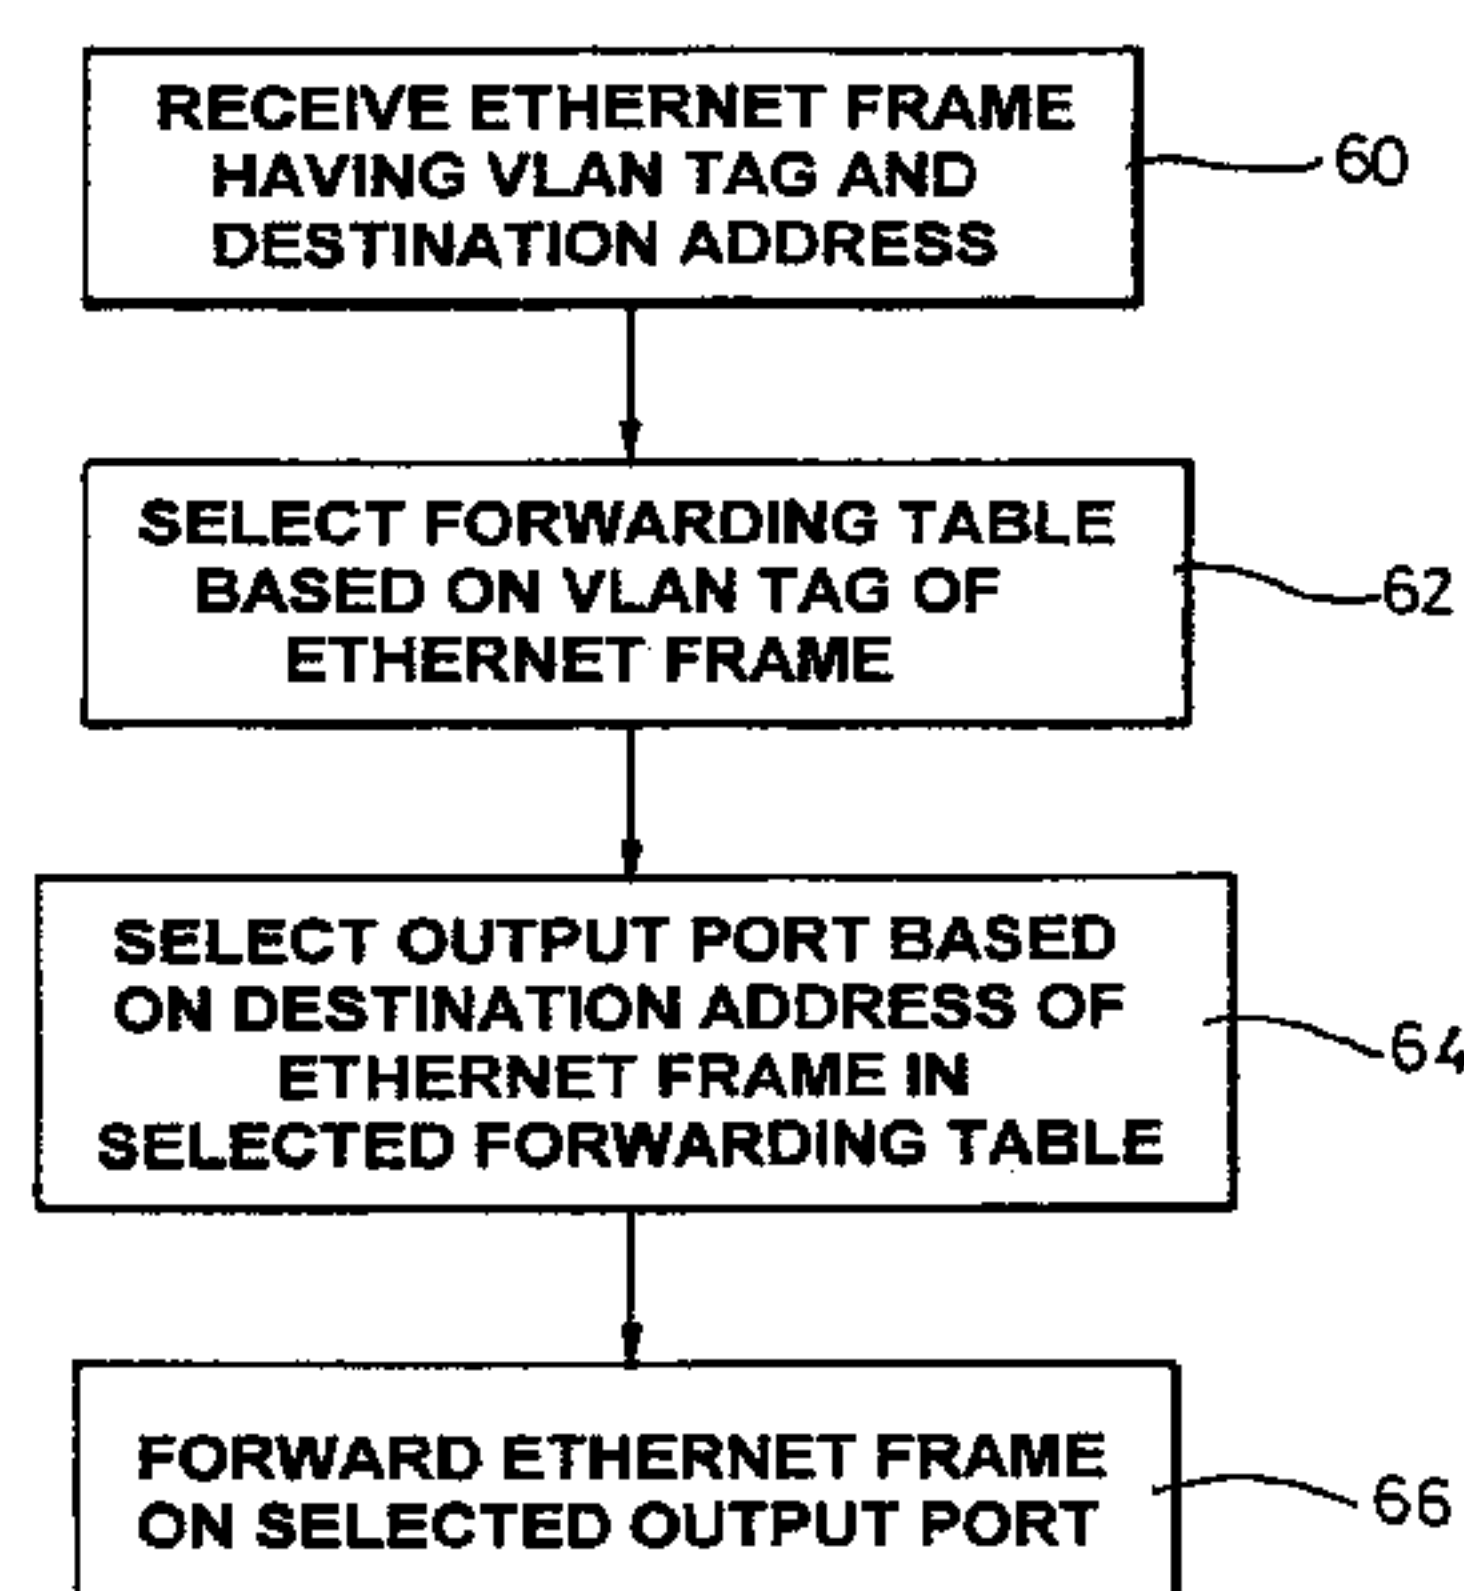 RECEIVE ETHERNET FRAME
HAVING VLAN TAG AND
DESTINATION ADDRESS
60
SELECT FORWARDING TABLE
BASED ON VLAN TAG OF
ETHERNET FRAME
62
SELECT OUTPUT PORT BASED
ON DESTINATION ADDRESS OF
ETHERNET FRAME IN
SELECTED FORWARDING TABLE
64
FORWARD ETHERNET FRAME
ON SELECTED OUTPUT PORT
66